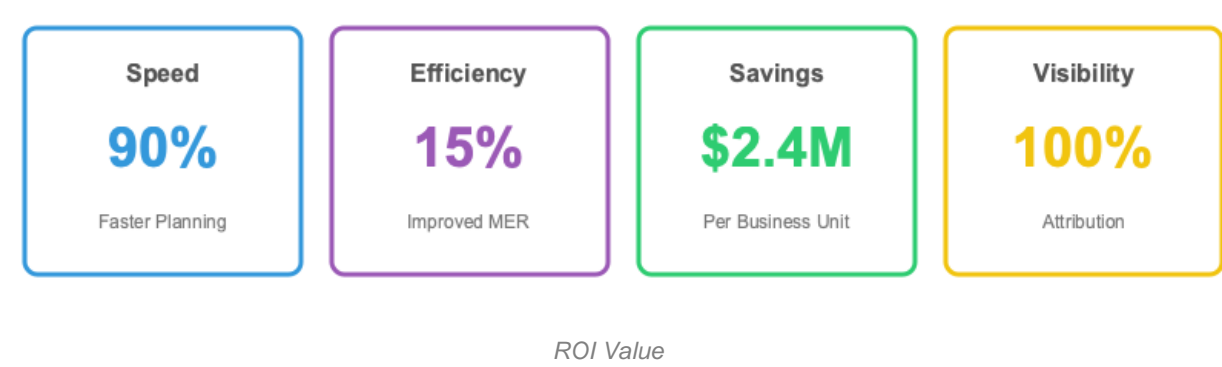 Speed
90%
Faster Planning
Efficiency
15%
Improved MER
Savings
$2.4M
Per Business Unit
Visibility
100%
Attribution
ROI Value